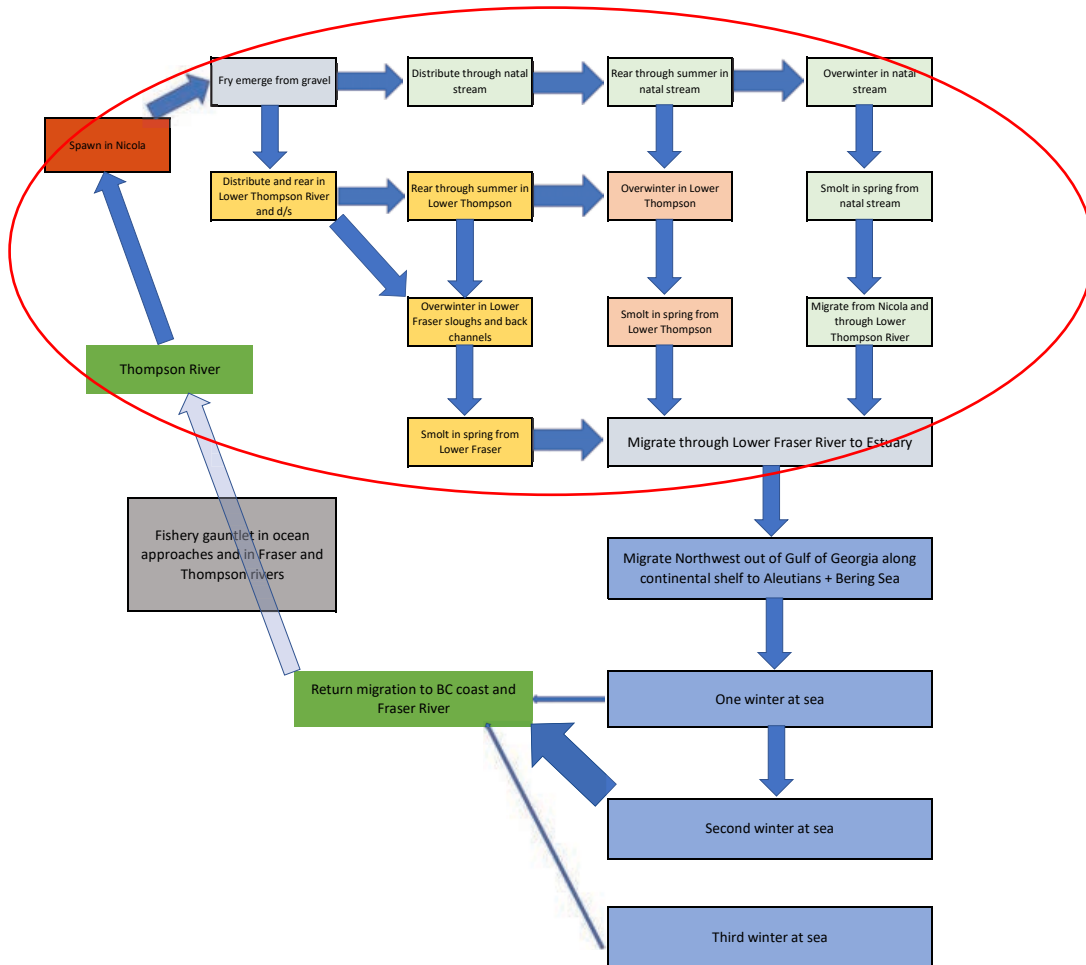 Fry emerge from gravel
Distribute through natal
stream
Rear through summer in
natal stream
Overwinter in natal
stream
Spawn in Nicola
Distribute and rear in
Lower Thompson River
and d/s
Rear through summer in
Lower Thompson
Overwinter in Lower
Thompson
Smolt in spring from
natal stream
Overwinter in Lower
Fraser sloughs and back
channels
Smolt in spring from
Lower Thompson
Migrate from Nicola and
through Lower
Thompson River
Thompson River
Smolt in spring from
Lower Fraser
Migrate through Lower Fraser River to Estuary
Fishery gauntlet in ocean
approaches and in Fraser and
Thompson rivers
Migrate Northwest out of Gulf of Georgia along
continental shelf to Aleutians + Bering Sea
Return migration to BC coast and
Fraser River
One winter at sea
Second winter at sea
Third winter at sea